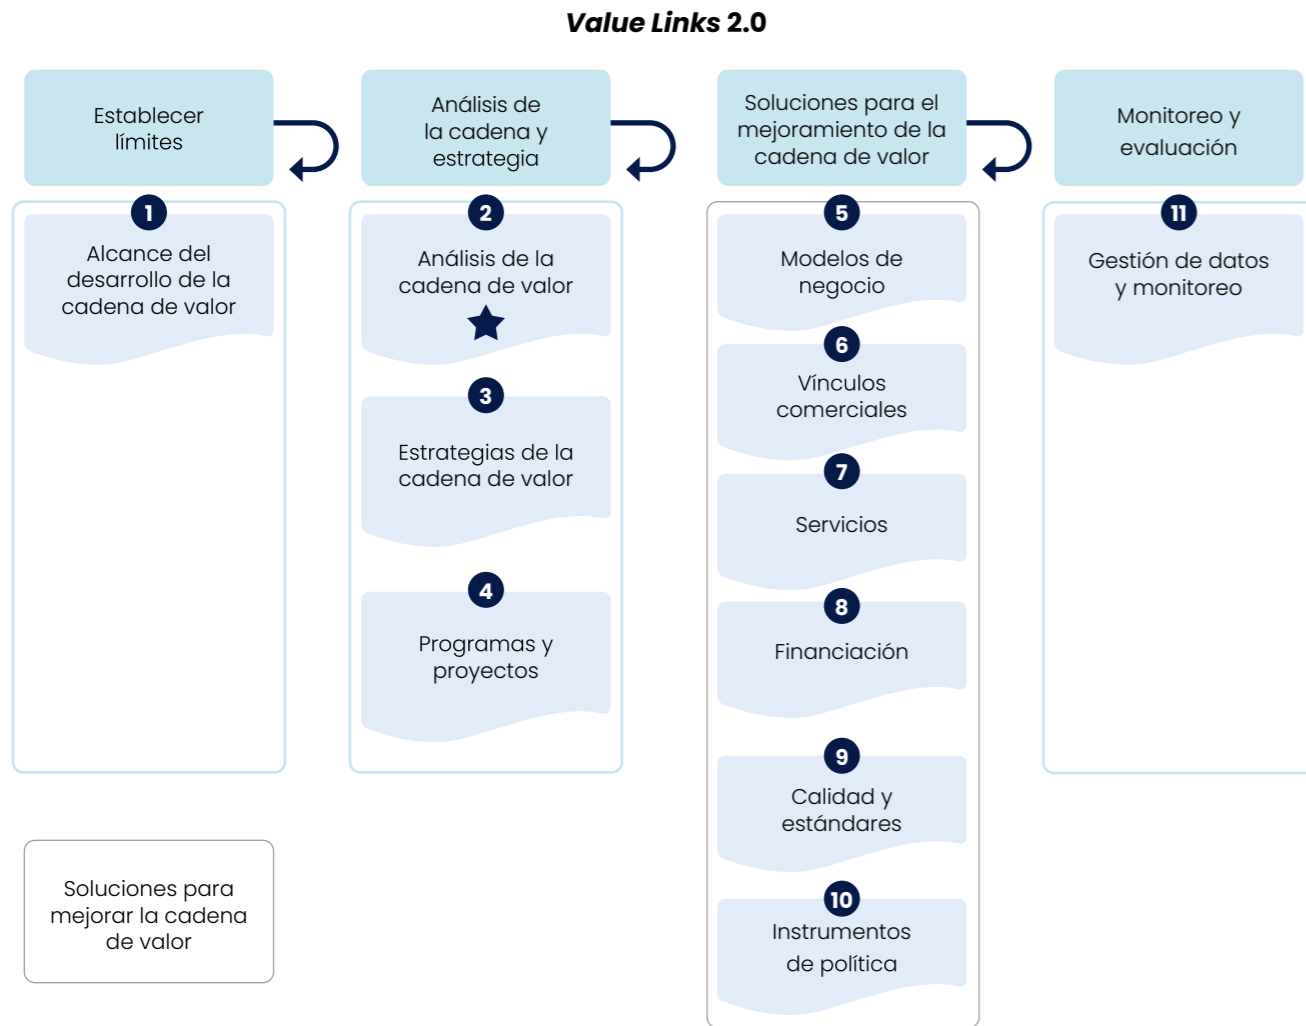 Value Links 2.0
Establecer
límites
1
Alcance del
desarrollo de la
cadena de valor
Análisis de
la cadena y
estrategia
2
Análisis de la
cadena de valor
3
Estrategias de la
cadena de valor
4
Programas y
proyectos
Soluciones para el
mejoramiento de la
cadena de valor
5
Modelos de
negocio
6
Vínculos
comerciales
7
Servicios
8
Financiación
9
Calidad y
estándares
10
Instrumentos
de política
Monitoreo y
evaluación
11
Gestión de datos
y monitoreo
Soluciones para
mejorar la cadena
de valor